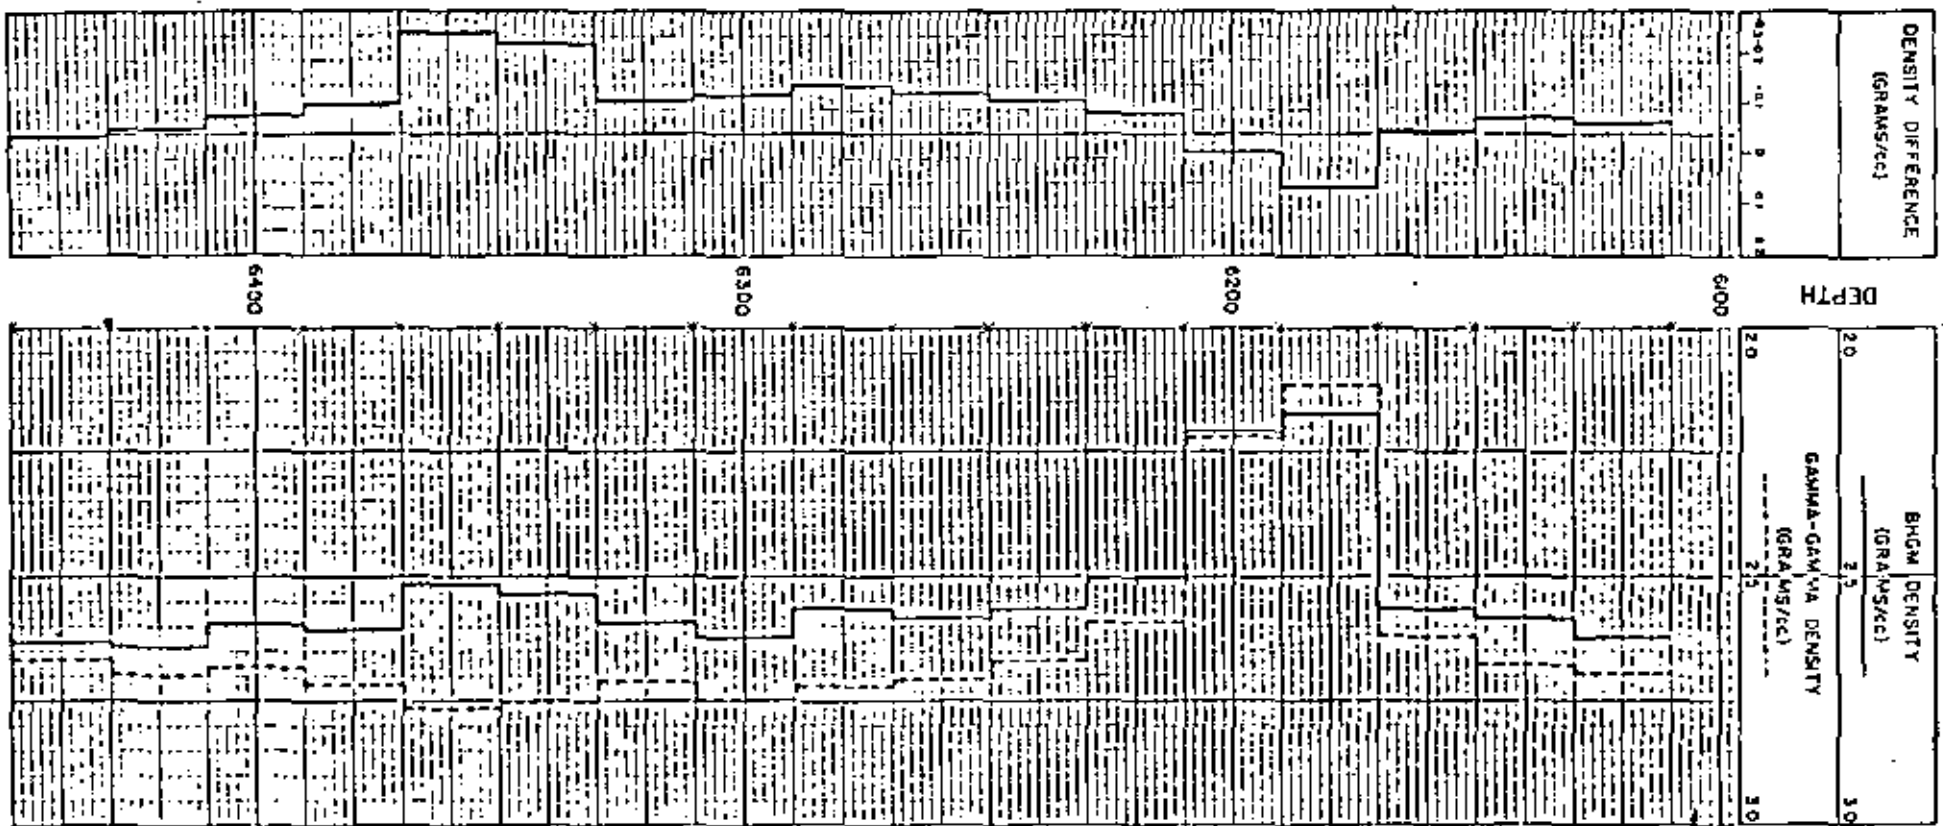 DENSITY DIFFERENCE
(GRAMS/CC)
0
DEPTH
6100
6200
6300
6400
BHGM DENSITY
(GRAMS/CC)
2.0
2.5
3.0
GAMMA-GAMMA DENSITY
(GRAMS/CC)
2.0
2.5
3.0